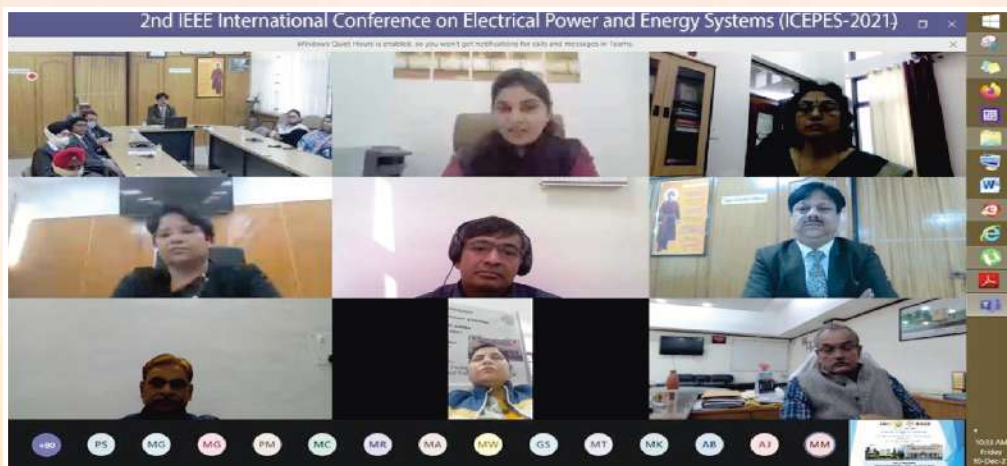 2nd IEEE International Conference on Electrical Power and Energy Systems (ICEPES-2021)
Windows Quiet Hours is enabled, so you won't get notifications for calls and messages in Teams.
+80 PS MG MG PM MC MR MA MW GS MT MK AB AJ MM
10:33 AM
Friday